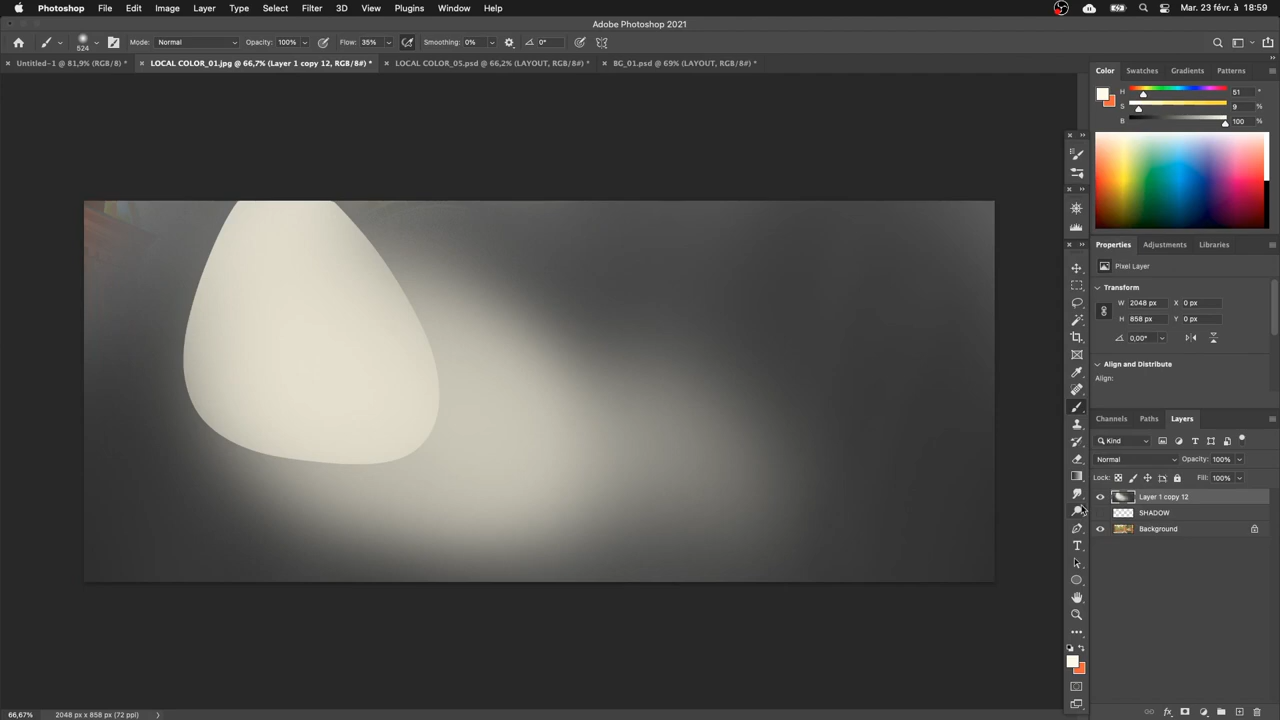 Photoshop File Edit Image Layer Type Select Filter 3D View Plugins Window Help Mar. 23 févr. à 18:59
Adobe Photoshop 2021
524 Mode: Normal Opacity: 100% Flow: 35% Smoothing: 0% 0°
Untitled-1 @ 81,9% (RGB/8) * LOCAL COLOR_01.jpg @ 66,7% (Layer 1 copy 12, RGB/8#) * LOCAL COLOR_05.psd @ 66,2% (LAYOUT, RGB/8#) * BG_01.psd @ 69% (LAYOUT, RGB/8#) *
Color Swatches Gradients Patterns
H 51 °
S 9 %
B 100 %
Properties Adjustments Libraries
Pixel Layer
Transform
W 2048 px X 0 px
H 858 px Y 0 px
0,00°
Align and Distribute
Align:
Channels Paths Layers
Kind
Normal Opacity: 100%
Lock: Fill: 100%
Layer 1 copy 12
SHADOW
Background
66,67% 2048 px x 858 px (72 ppi)